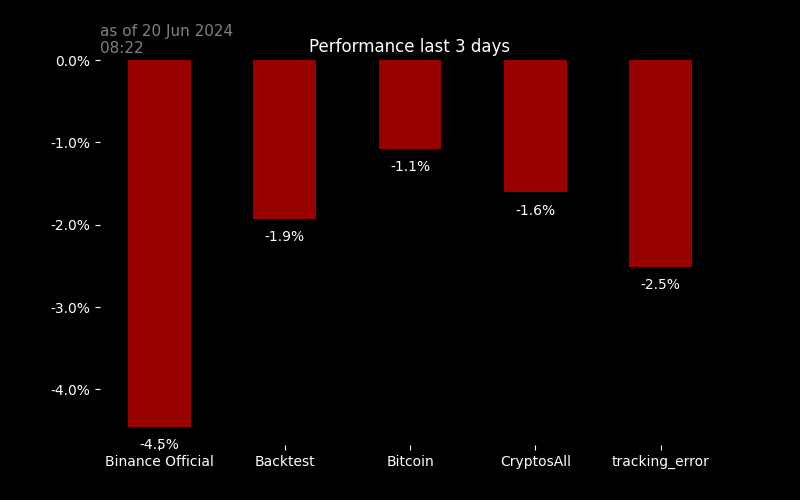 as of 20 Jun 2024
08:22
Performance last 3 days
0.0%
-1.0%
-2.0%
-3.0%
-4.0%
-4.5%
-1.9%
-1.1%
-1.6%
-2.5%
Binance Official
Backtest
Bitcoin
CryptosAll
tracking_error